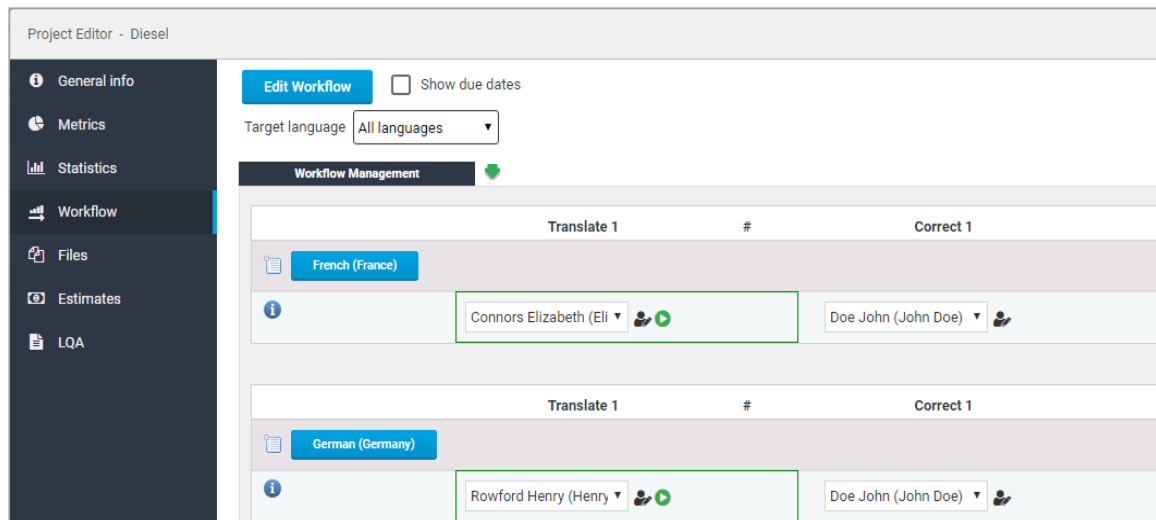 Project Editor - Diesel
General info
Metrics
Statistics
Workflow
Files
Estimates
LQA
Edit Workflow Show due dates
Target language All languages
Workflow Management
Translate 1 # Correct 1
French (France)
Connors Elizabeth (Eli Doe John (John Doe)
Translate 1 # Correct 1
German (Germany)
Rowford Henry (Henry Doe John (John Doe)